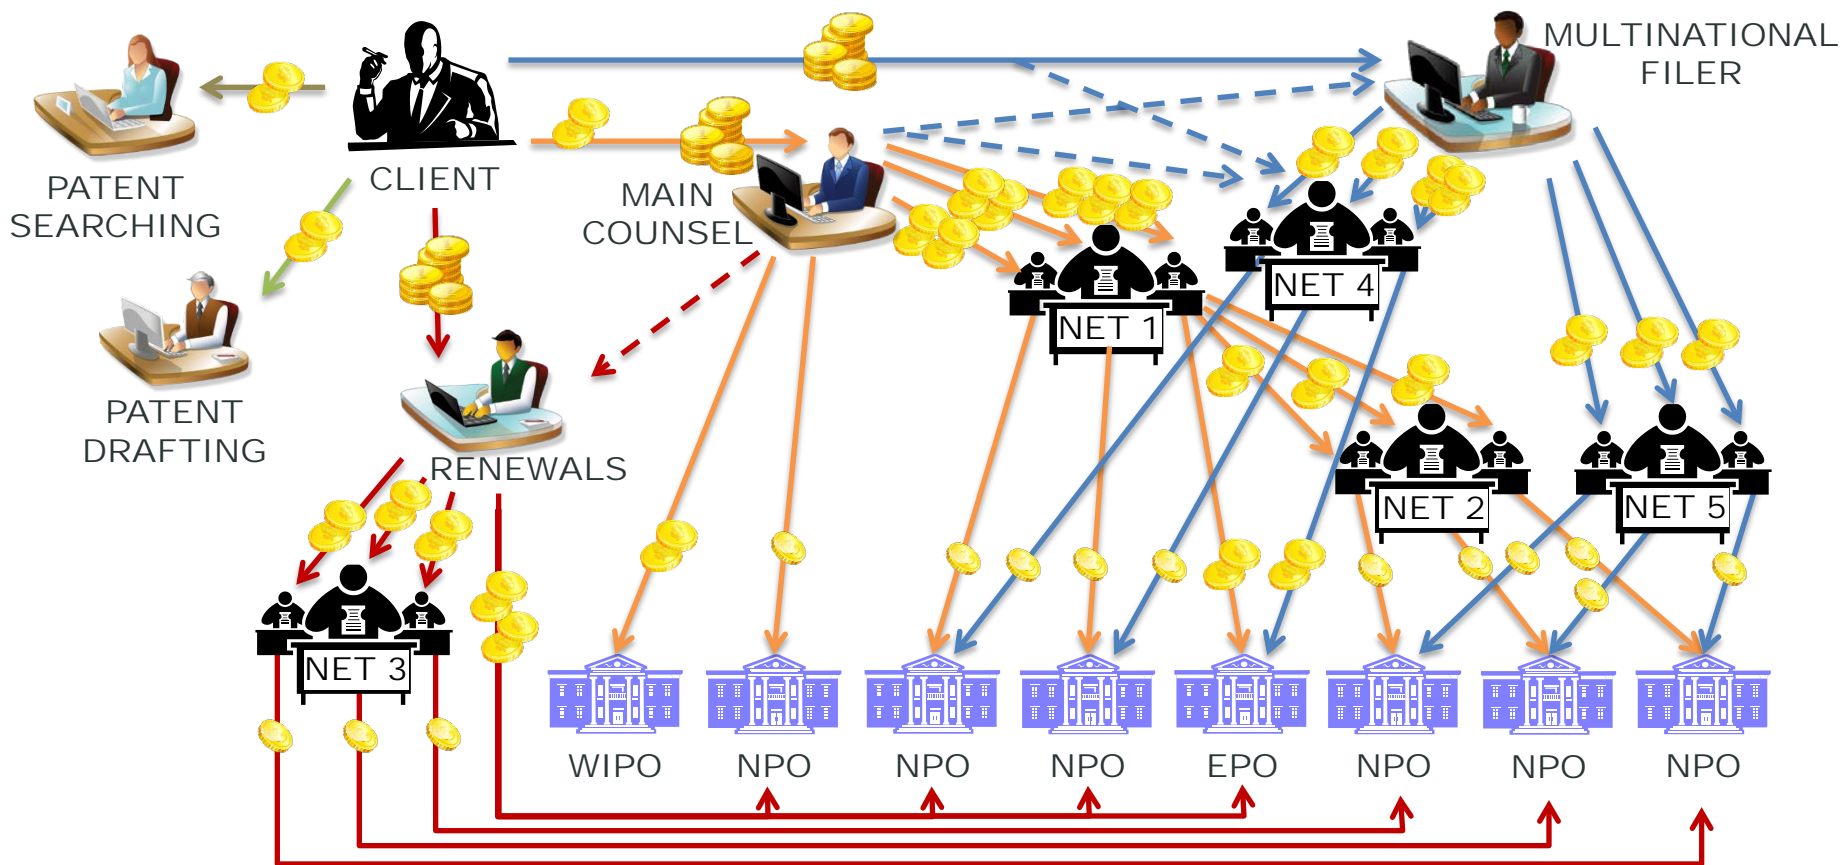 MULTINATIONAL
FILER
CLIENT
PATENT
SEARCHING
MAIN
COUNSEL
NET 4
NET 1
PATENT
DRAFTING
RENEWALS
NET 2
NET 5
NET 3
WIPO
NPO
NPO
NPO
EPO
NPO
NPO
NPO